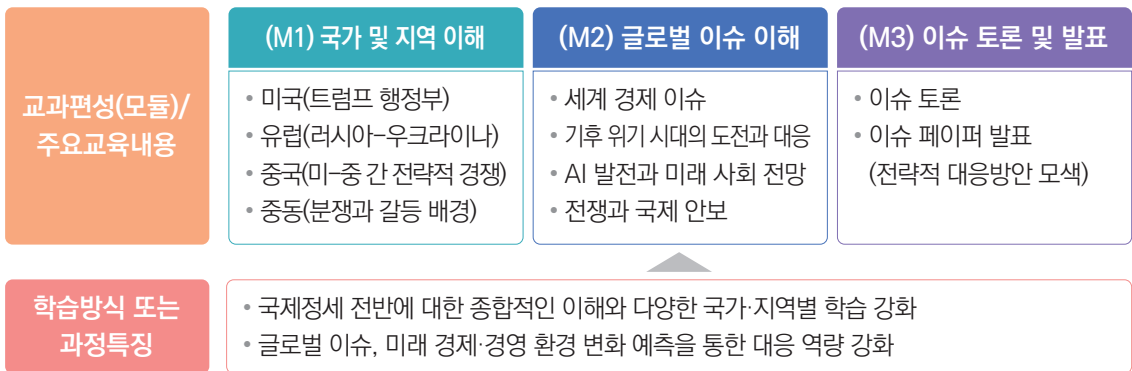 교과편성(모듈)/
주요교육내용
(M1) 국가 및 지역 이해
• 미국(트럼프 행정부)
• 유럽(러시아-우크라이나)
• 중국(미-중 간 전략적 경쟁)
• 중동(분쟁과 갈등 배경)
(M2) 글로벌 이슈 이해
• 세계 경제 이슈
• 기후 위기 시대의 도전과 대응
• AI 발전과 미래 사회 전망
• 전쟁과 국제 안보
(M3) 이슈 토론 및 발표
• 이슈 토론
• 이슈 페이퍼 발표
(전략적 대응방안 모색)
학습방식 또는
과정특징
• 국제정세 전반에 대한 종합적인 이해와 다양한 국가·지역별 학습 강화
• 글로벌 이슈, 미래 경제·경영 환경 변화 예측을 통한 대응 역량 강화